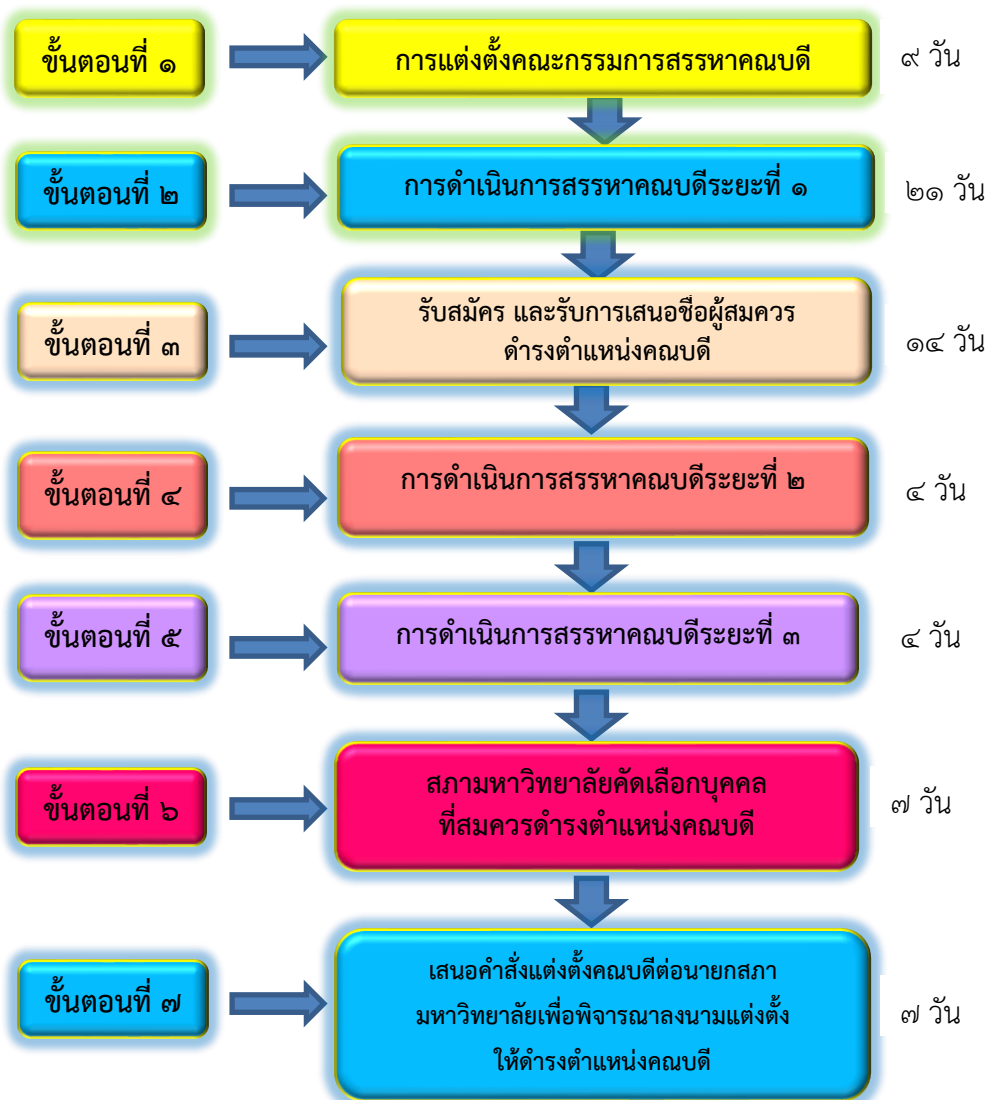 ขั้นตอนที่ ๑
การแต่งตั้งคณะกรรมการสรรหาคณบดี
๙ วัน
ขั้นตอนที่ ๒
การดำเนินการสรรหาคณบดีระยะที่ ๑
๒๑ วัน
ขั้นตอนที่ ๓
รับสมัคร และรับการเสนอชื่อผู้สมควร
ดำรงตำแหน่งคณบดี
๑๔ วัน
ขั้นตอนที่ ๔
การดำเนินการสรรหาคณบดีระยะที่ ๒
๔ วัน
ขั้นตอนที่ ๕
การดำเนินการสรรหาคณบดีระยะที่ ๓
๔ วัน
ขั้นตอนที่ ๖
สภามหาวิทยาลัยคัดเลือกบุคคล
ที่สมควรดำรงตำแหน่งคณบดี
๗ วัน
ขั้นตอนที่ ๗
เสนอคำสั่งแต่งตั้งคณบดีต่อนายกสภา
มหาวิทยาลัยเพื่อพิจารณาลงนามแต่งตั้ง
ให้ดำรงตำแหน่งคณบดี
๗ วัน